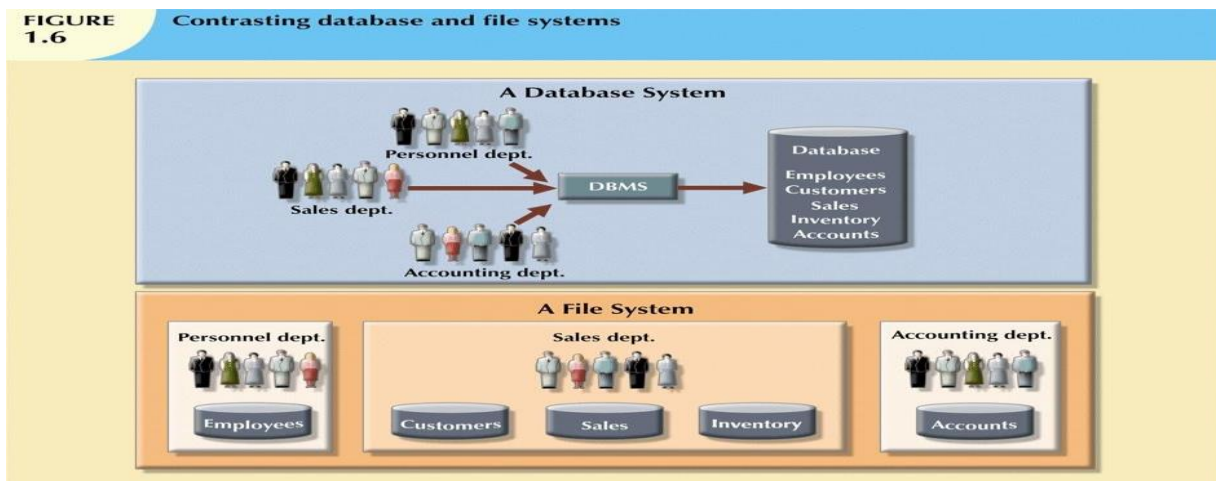 FIGURE
1.6
Contrasting database and file systems
A Database System
Personnel dept.
Sales dept.
Accounting dept.
DBMS
Database
Employees
Customers
Sales
Inventory
Accounts
A File System
Personnel dept.
Employees
Sales dept.
Customers
Sales
Inventory
Accounting dept.
Accounts